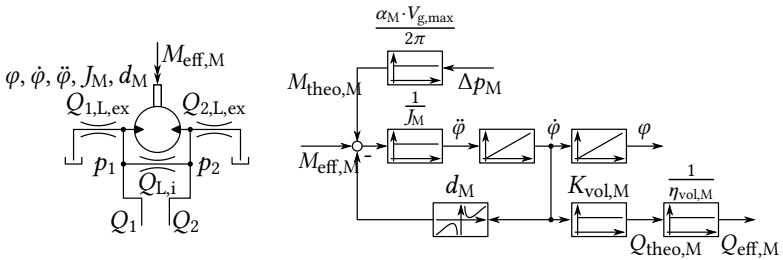 M_eff,M
φ, φ̇, φ̈, J_M, d_M
Q_1,L,ex
Q_2,L,ex
p_1
p_2
Q_L,i
Q_1
Q_2
α_M·V_g,max
2π
M_theo,M
Δp_M
1
J_M
φ̈
φ̇
φ
M_eff,M
-
d_M
K_vol,M
1
η_vol,M
Q_theo,M
Q_eff,M